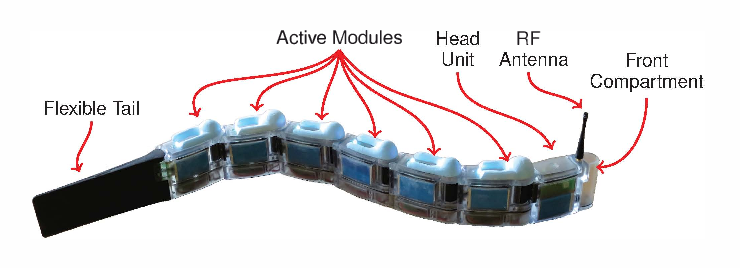 Active Modules
Head
Unit
RF
Antenna
Front
Compartment
Flexible Tail